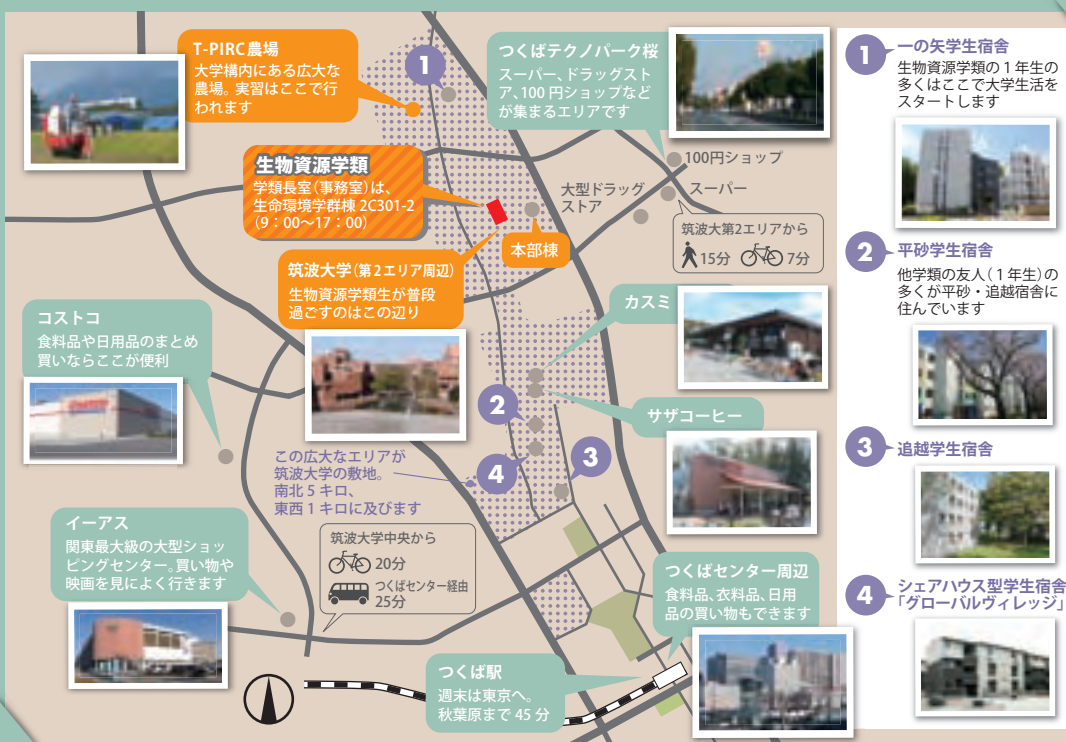 T-PIRC農場
大学構内にある広大な
農場。実習はここで行
われます
1
つくばテクノパーク桜
スーパー、ドラッグスト
ア、100 円ショップなど
が集まるエリアです
100円ショップ
スーパー
大型ドラッグ
ストア
筑波大第2エリアから
15分 7分
生物資源学類
学類長室(事務室)は、
生命環境学群棟 2C301-2
(9:00〜17:00)
本部棟
筑波大学(第2エリア周辺)
生物資源学類生が普段
過ごすのはこの辺り
コストコ
食料品や日用品のまとめ
買いならここが便利
カスミ
サザコーヒー
2
4
3
この広大なエリアが
筑波大学の敷地。
南北 5 キロ、
東西 1 キロに及びます
イーアス
関東最大級の大型ショッ
ピングセンター。買い物や
映画を見によく行きます
筑波大学中央から
20分
つくばセンター経由
25分
つくばセンター周辺
食料品、衣料品、日用
品の買い物もできます
つくば駅
週末は東京へ。
秋葉原まで 45 分
1 一の矢学生宿舎
生物資源学類の1年生の
多くはここで大学生活を
スタートします
2 平砂学生宿舎
他学類の友人(1年生)の
多くが平砂・追越宿舎に
住んでいます
3 追越学生宿舎
4 シェアハウス型学生宿舎
「グローバルヴィレッジ」